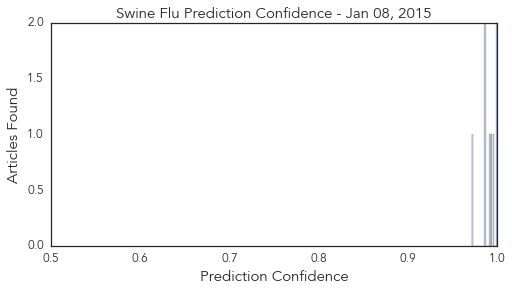 Swine Flu Prediction Confidence - Jan 08, 2015
2.0
1.5
1.0
0.5
0.0
Articles Found
0.5 0.6 0.7 0.8 0.9 1.0
Prediction Confidence